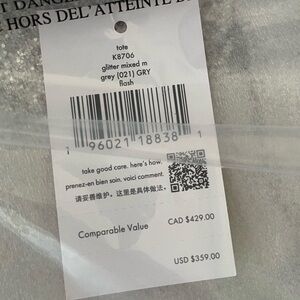 HORS DEL'ATTEINTE
tote
K8706
glitter mixed m
grey (021) GRY
flash
1 96021 18838 1
take good care. here's how.
prenez-en bien soin. voici comment.
请妥善维护。这里是具体做法。
Comparable Value
CAD $429.00
USD $359.00